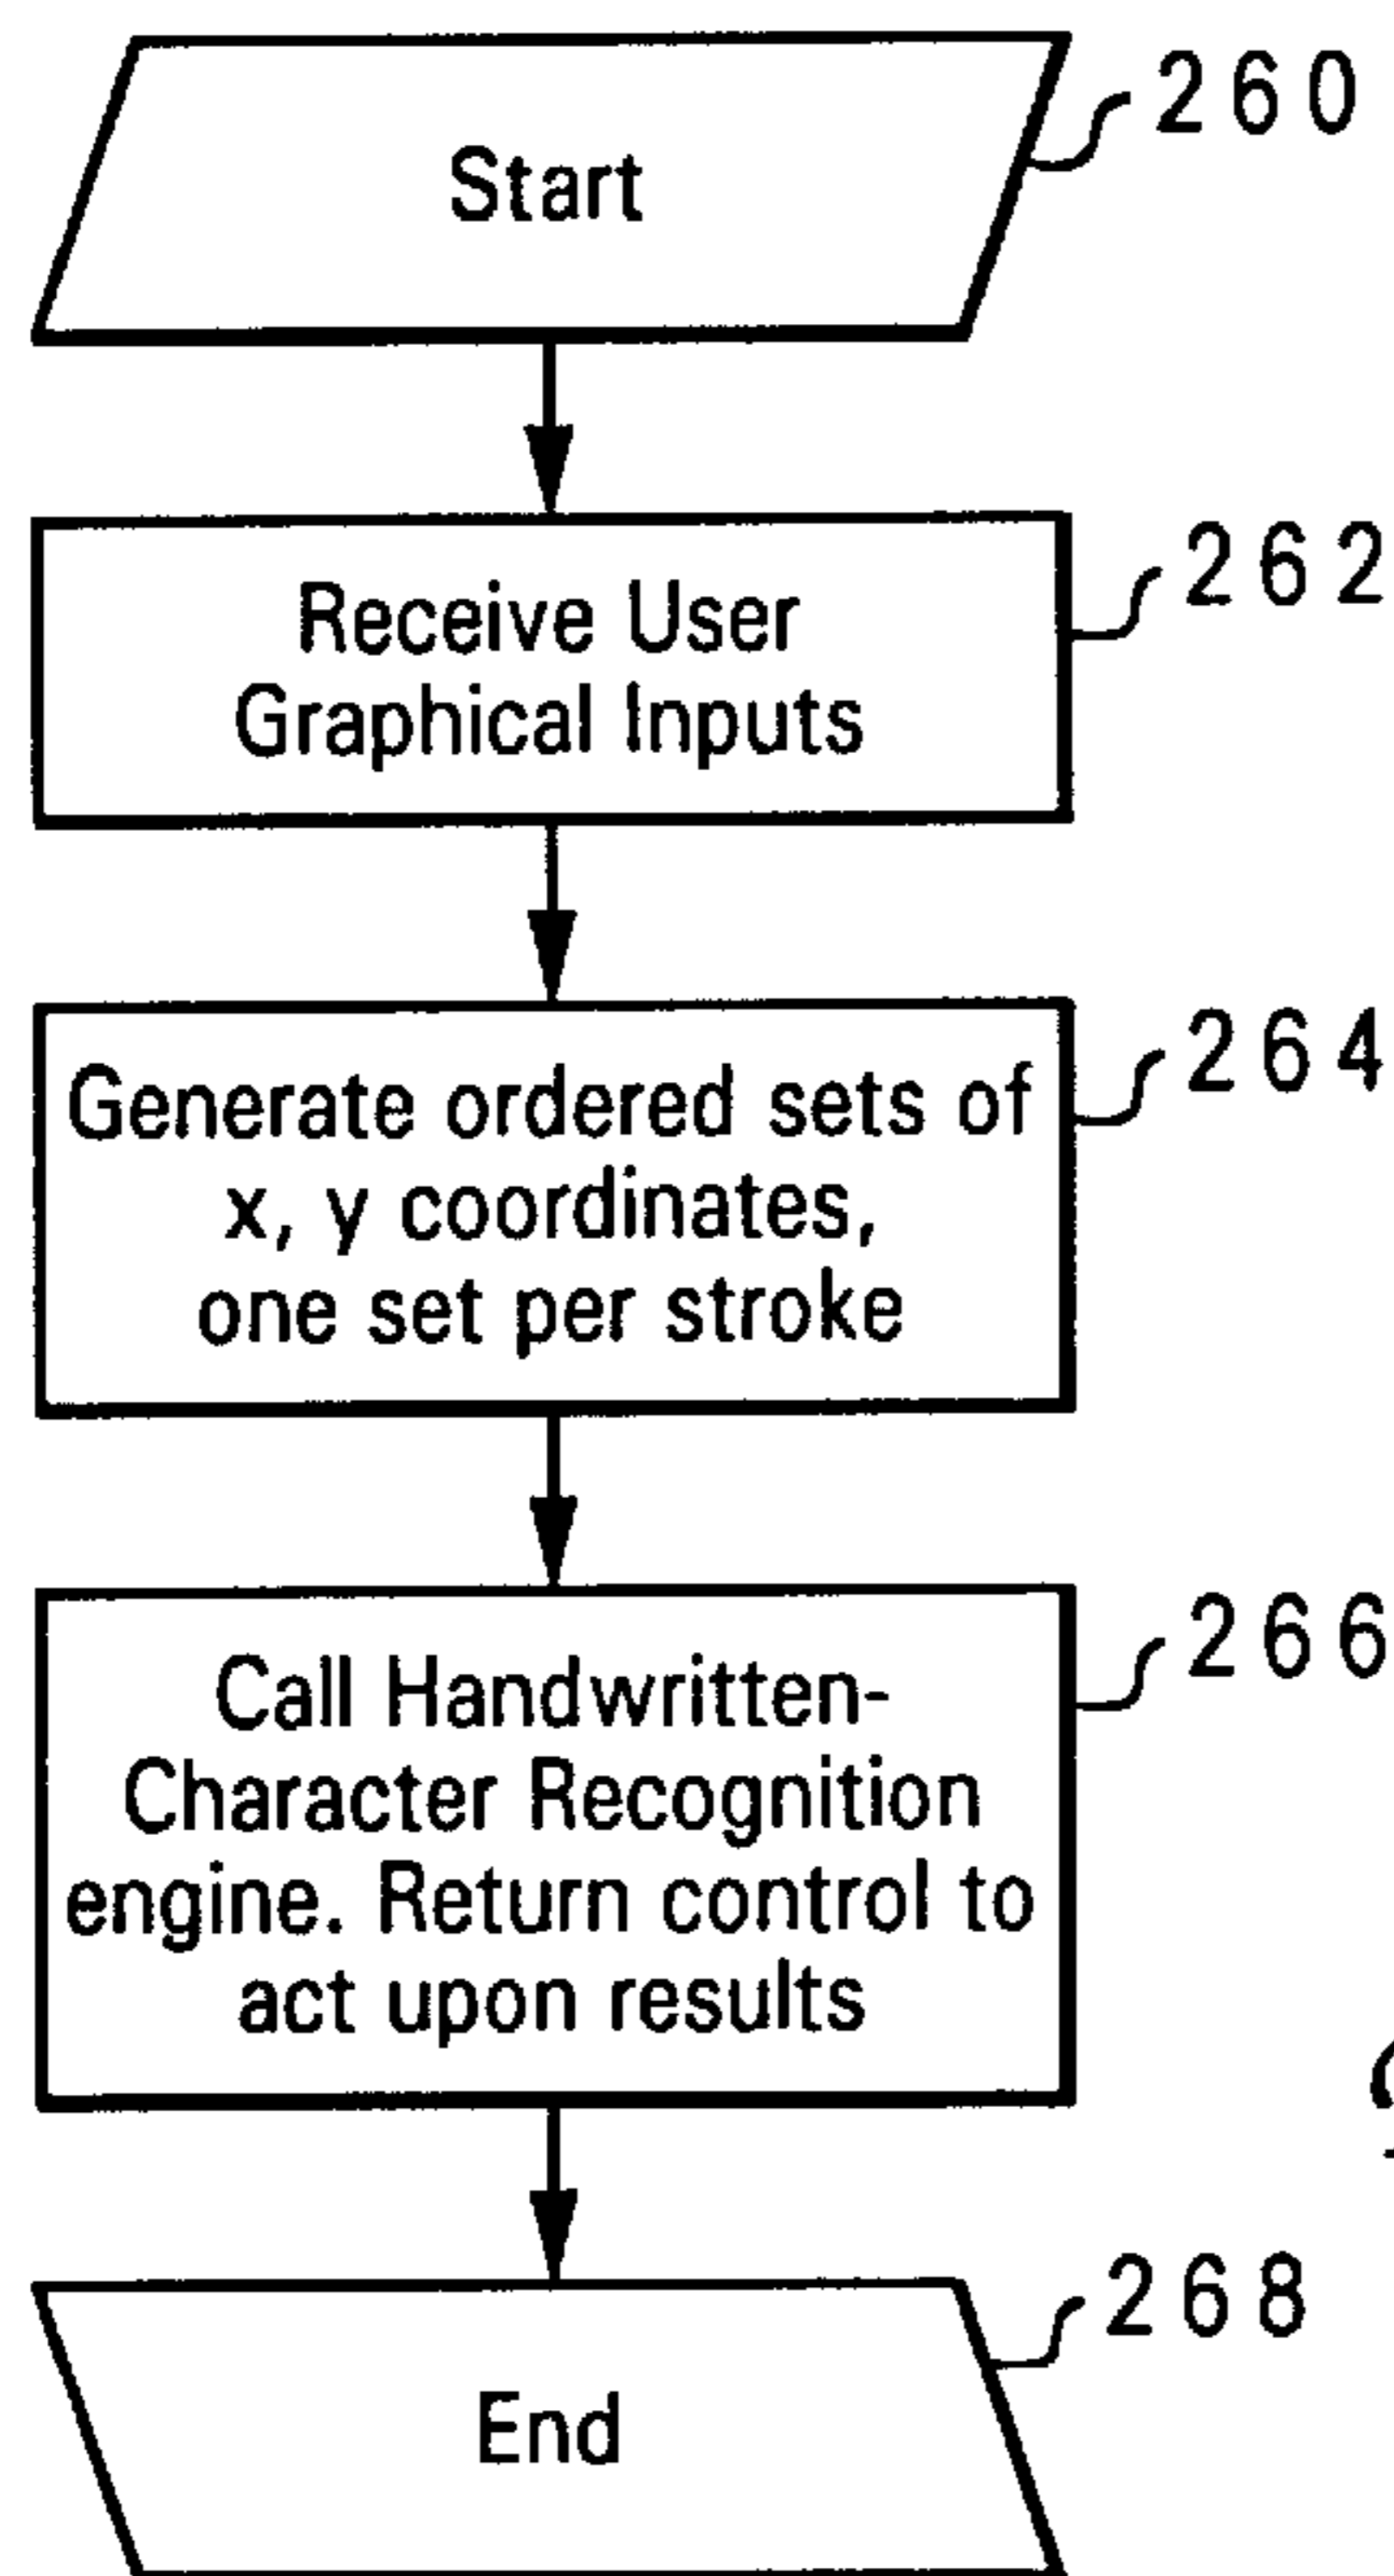 Start
260
Receive User
Graphical Inputs
262
Generate ordered sets of
x, y coordinates,
one set per stroke
264
Call Handwritten-
Character Recognition
engine. Return control to
act upon results
266
End
268